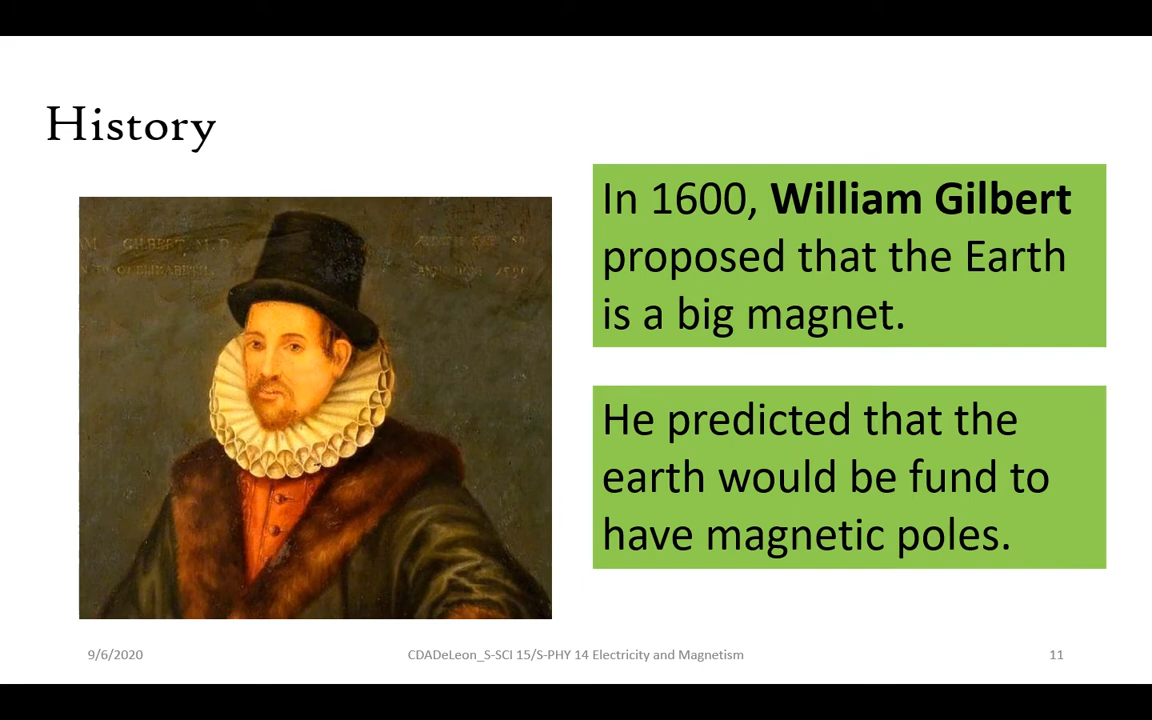 History
GILBERT, M.D.
In 1600, William Gilbert
proposed that the Earth
is a big magnet.
He predicted that the
earth would be fund to
have magnetic poles.
9/6/2020
CDADeLeon_S-SCI 15/S-PHY 14 Electricity and Magnetism
11